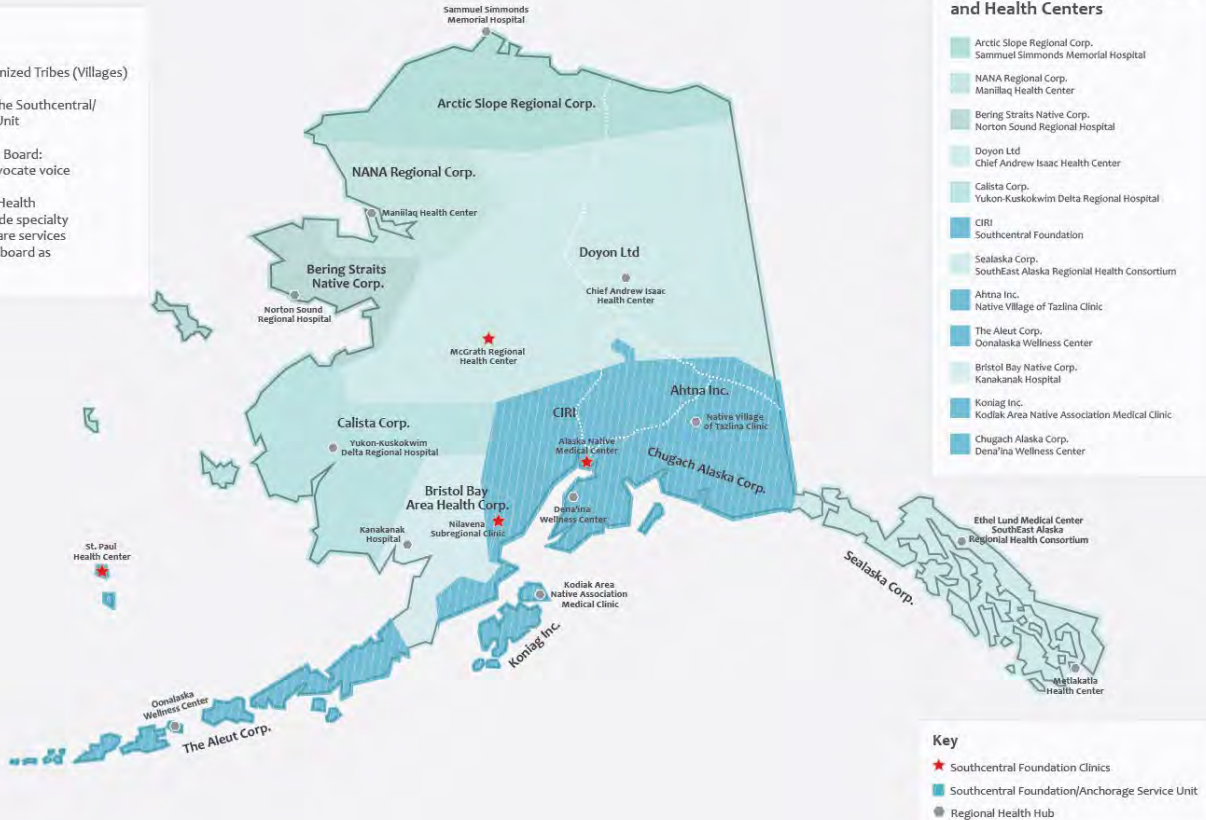 nized Tribes (Villages)
he Southcentral/
Unit
Board:
vocate voice
Health
de specialty
are services
board as
Sammuel Simmonds
Memorial Hospital
Arctic Slope Regional Corp.
NANA Regional Corp.
Maniilaq Health Center
Bering Straits
Native Corp.
Norton Sound
Regional Hospital
Doyon Ltd
Chief Andrew Isaac
Health Center
McGrath Regional
Health Center
Calista Corp.
Yukon-Kuskokwim
Delta Regional Hospital
CIRI
Ahtna Inc.
Native Village
of Tazlina Clinic
Alaska Native
Medical Center
Chugach Alaska Corp.
Bristol Bay
Area Health Corp.
Nilavena
Subregional Clinic
Kanakanak
Hospital
Dena'ina
Wellness Center
St. Paul
Health Center
Kodiak Area
Native Association
Medical Clinic
Koniag Inc.
Oonalaska
Wellness Center
The Aleut Corp.
Ethel Lund Medical Center
SouthEast Alaska
Regionial Health Consortium
Sealaska Corp.
Metlakatla
Health Center
and Health Centers
Arctic Slope Regional Corp.
Sammuel Simmonds Memorial Hospital
NANA Regional Corp.
Maniilaq Health Center
Bering Straits Native Corp.
Norton Sound Regional Hospital
Doyon Ltd
Chief Andrew Isaac Health Center
Calista Corp.
Yukon-Kuskokwim Delta Regional Hospital
CIRI
Southcentral Foundation
Sealaska Corp.
SouthEast Alaska Regionial Health Consortium
Ahtna Inc.
Native Village of Tazlina Clinic
The Aleut Corp.
Oonalaska Wellness Center
Bristol Bay Native Corp.
Kanakanak Hospital
Koniag Inc.
Kodiak Area Native Association Medical Clinic
Chugach Alaska Corp.
Dena'ina Wellness Center
Key
Southcentral Foundation Clinics
Southcentral Foundation/Anchorage Service Unit
Regional Health Hub